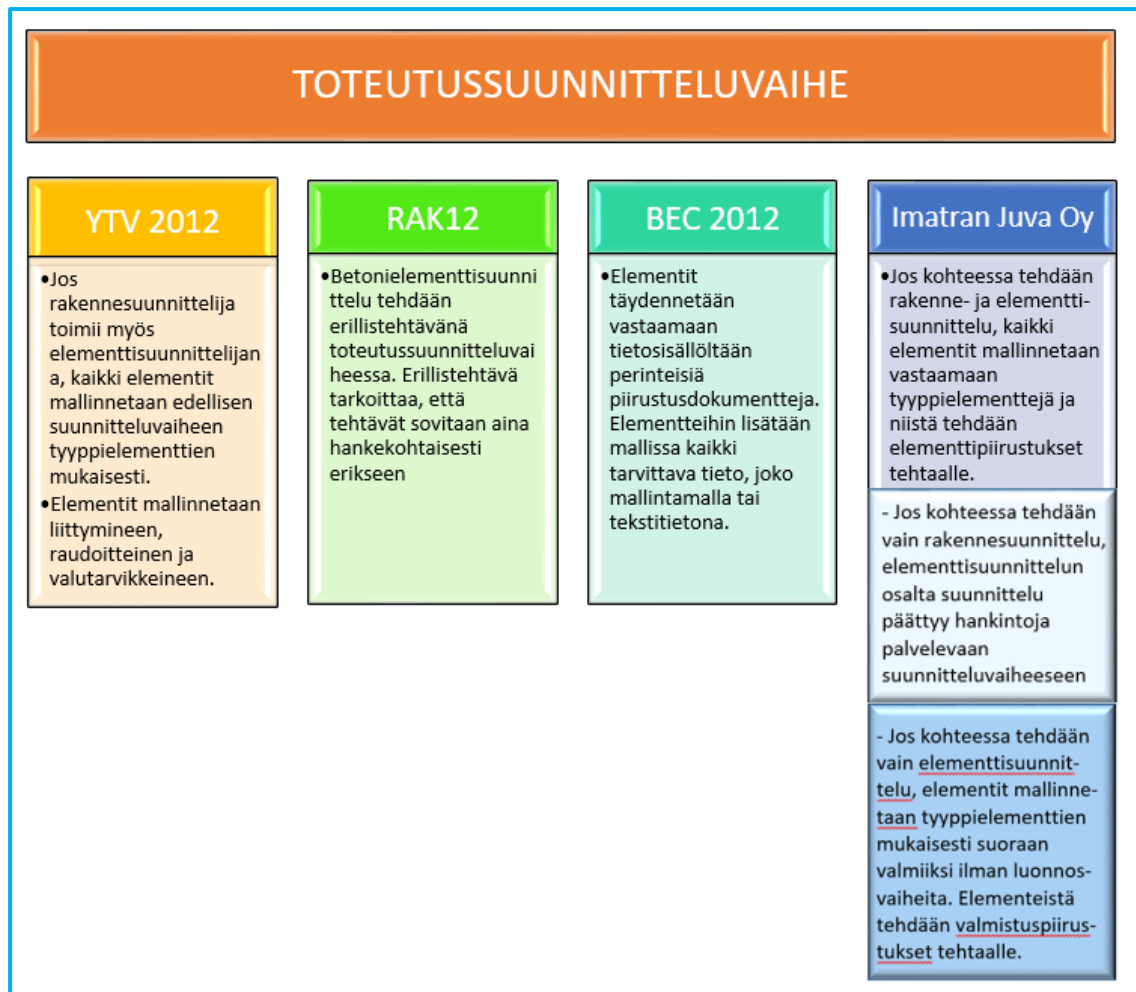 TOTEUTUSSUUNNITTELUVAIHE
YTV 2012
•Jos
rakennesuunnittelija
toimii myös
elementtisuunnittelijan
a, kaikki elementit
mallinnetaan edellisen
suunnitteluvaiheen
tyyppielementtien
mukaisesti.
•Elementit mallinnetaan
liittymineen,
raudoitteinen ja
valutarvikkeineen.
RAK12
•Betonielementtisuunni
ttelu tehdään
erillistehtävänä
toteutussuunnitteluvai
heessa. Erillistehtävä
tarkoittaa, että
tehtävät sovitaan aina
hankekohtaisesti
erikseen
BEC 2012
•Elementit
täydennetään
vastaamaan
tietosisällöltään
perinteisiä
piirustusdokumentteja.
Elementteihin lisätään
mallissa kaikki
tarvittava tieto, joko
mallintamalla tai
tekstitietona.
Imatran Juva Oy
•Jos kohteessa tehdään
rakenne- ja elementti-
suunnittelu, kaikki
elementit mallinnetaan
vastaamaan
tyyppielementtejä ja
niistä tehdään
elementtipiirustukset
tehtaalle.
- Jos kohteessa tehdään
vain rakennesuunnittelu,
elementtisuunnittelun
osalta suunnittelu
päättyy hankintoja
palvelevaan
suunnitteluvaiheeseen
- Jos kohteessa tehdään
vain elementtisuunnit-
telu, elementit mallinne-
taan tyyppielementtien
mukaisesti suoraan
valmiiksi ilman luonnos-
vaiheita. Elementeistä
tehdään valmistuspiirus-
tukset tehtaalle.